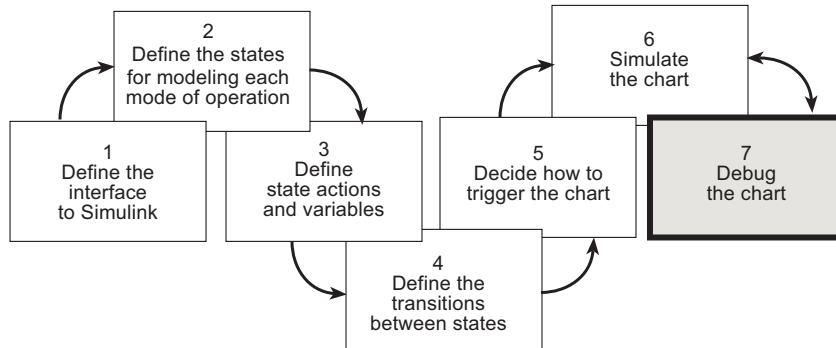 1
Define the
interface
to Simulink
2
Define the states
for modeling each
mode of operation
3
Define
state actions
and variables
4
Define the
transitions
between states
5
Decide how to
trigger the chart
6
Simulate
the chart
7
Debug
the chart